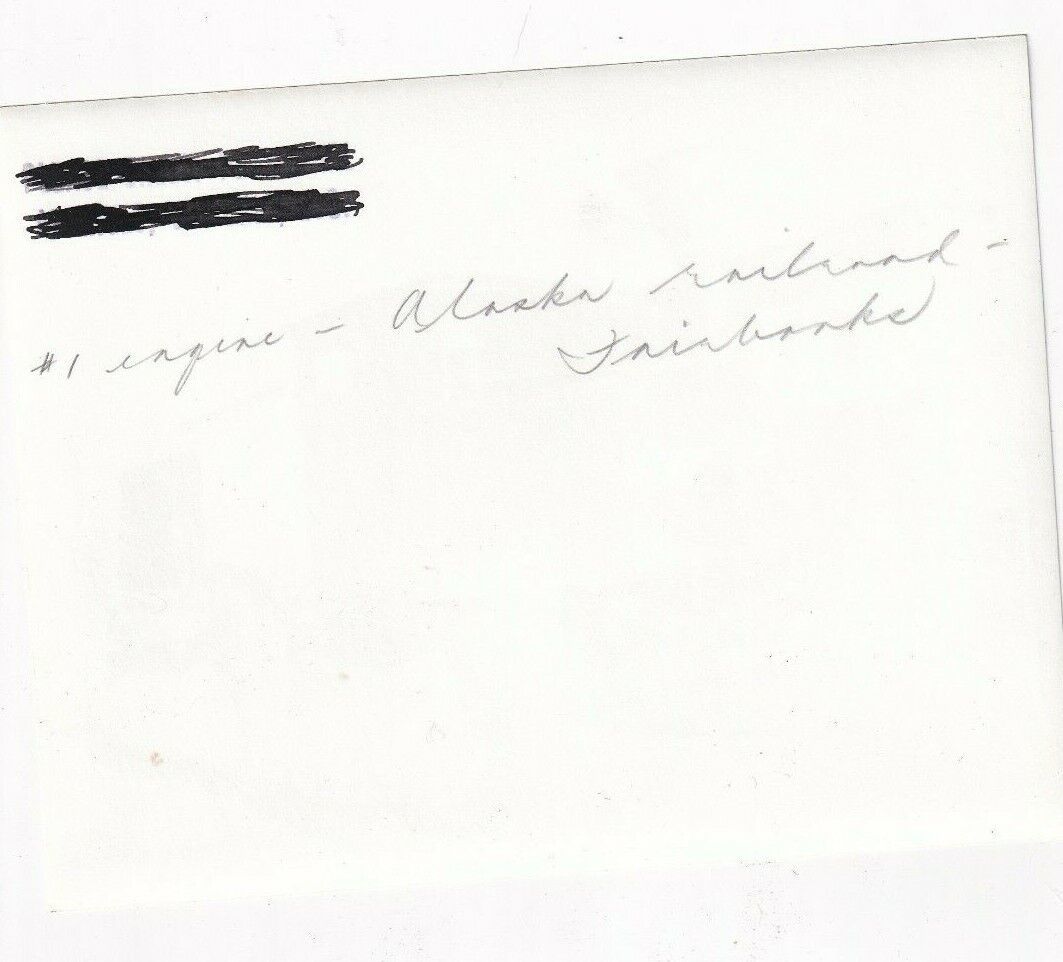 #1 engine - Alaska railroad -
Fairbanks